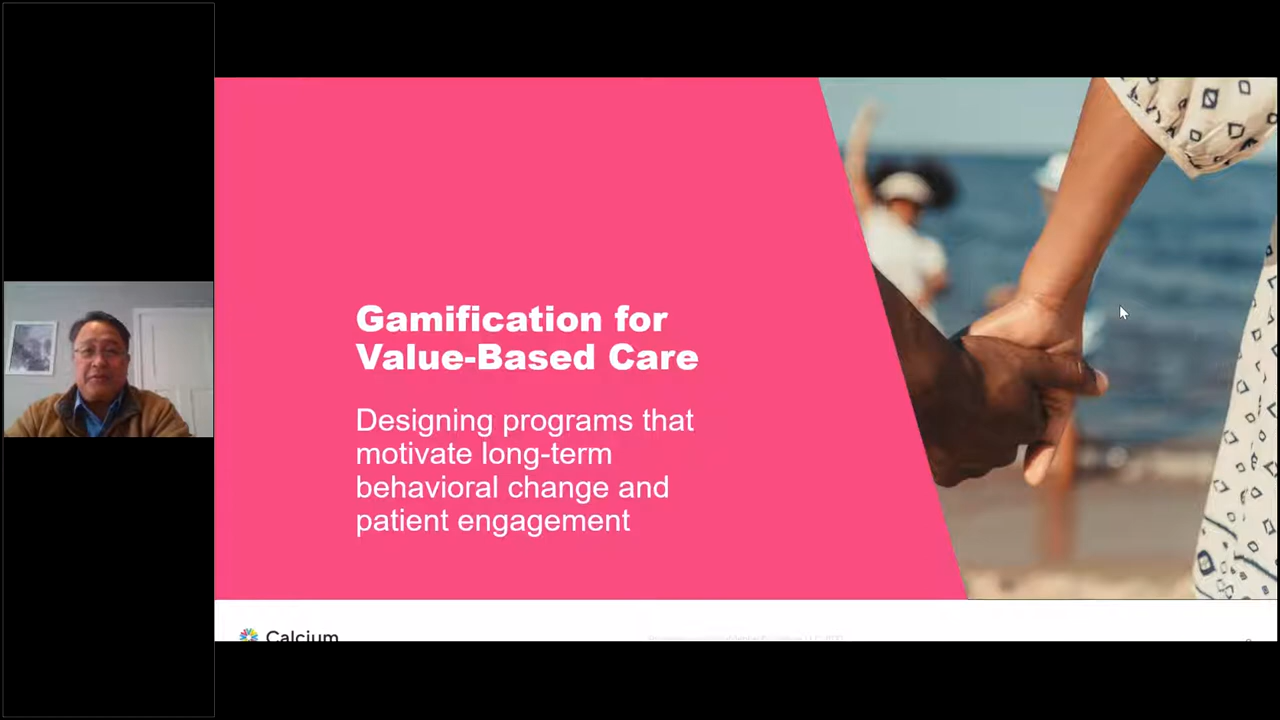 Gamification for
Value-Based Care
Designing programs that
motivate long-term
behavioral change and
patient engagement
Calcium